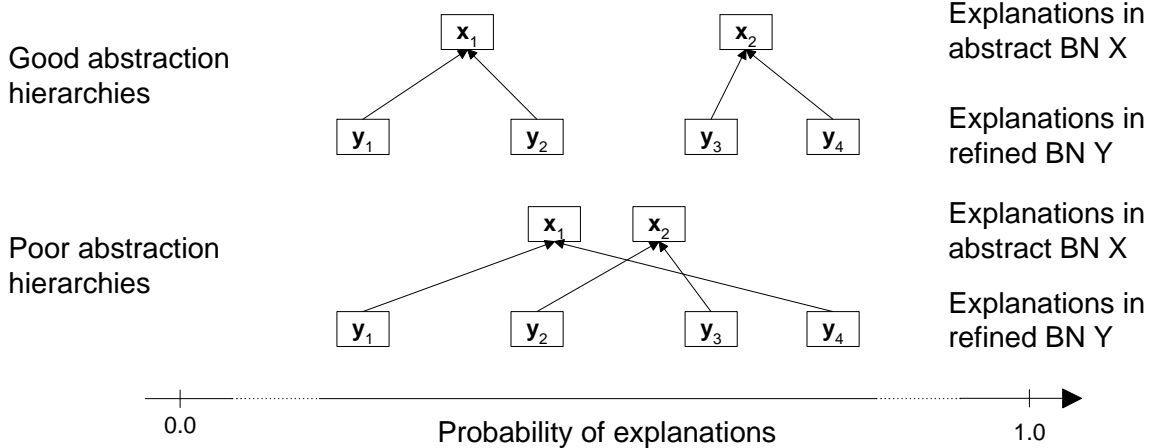 Explanations in
abstract BN X
Good abstraction
hierarchies
x₁
x₂
y₁
y₂
y₃
y₄
Explanations in
refined BN Y
Poor abstraction
hierarchies
x₁
x₂
Explanations in
abstract BN X
y₁
y₂
y₃
y₄
Explanations in
refined BN Y
0.0
Probability of explanations
1.0